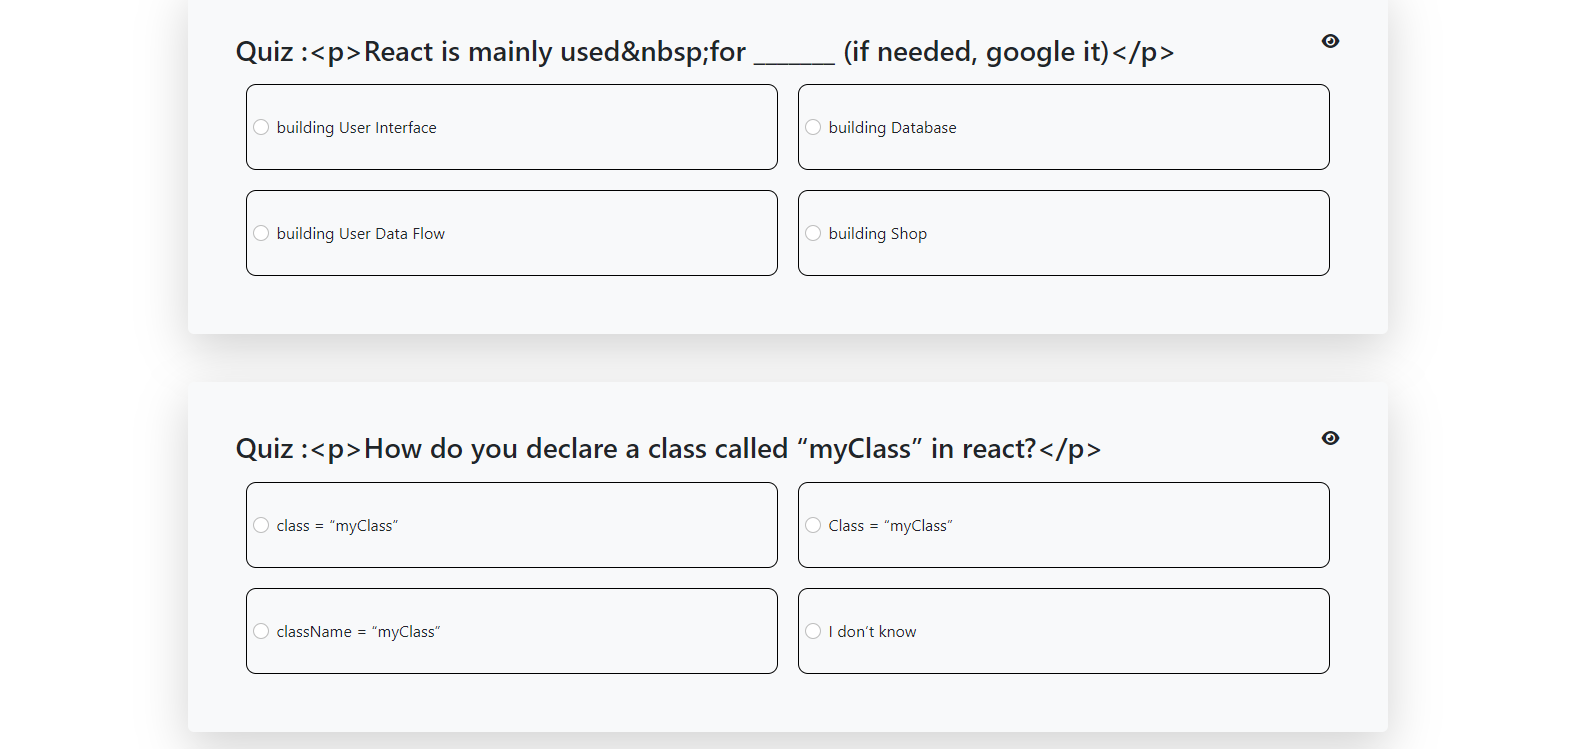 Quiz :<p>React is mainly used&nbsp;for _______ (if needed, google it)</p>
building User Interface
building Database
building User Data Flow
building Shop
Quiz :<p>How do you declare a class called “myClass” in react?</p>
class = “myClass”
Class = “myClass”
className = “myClass”
I don’t know